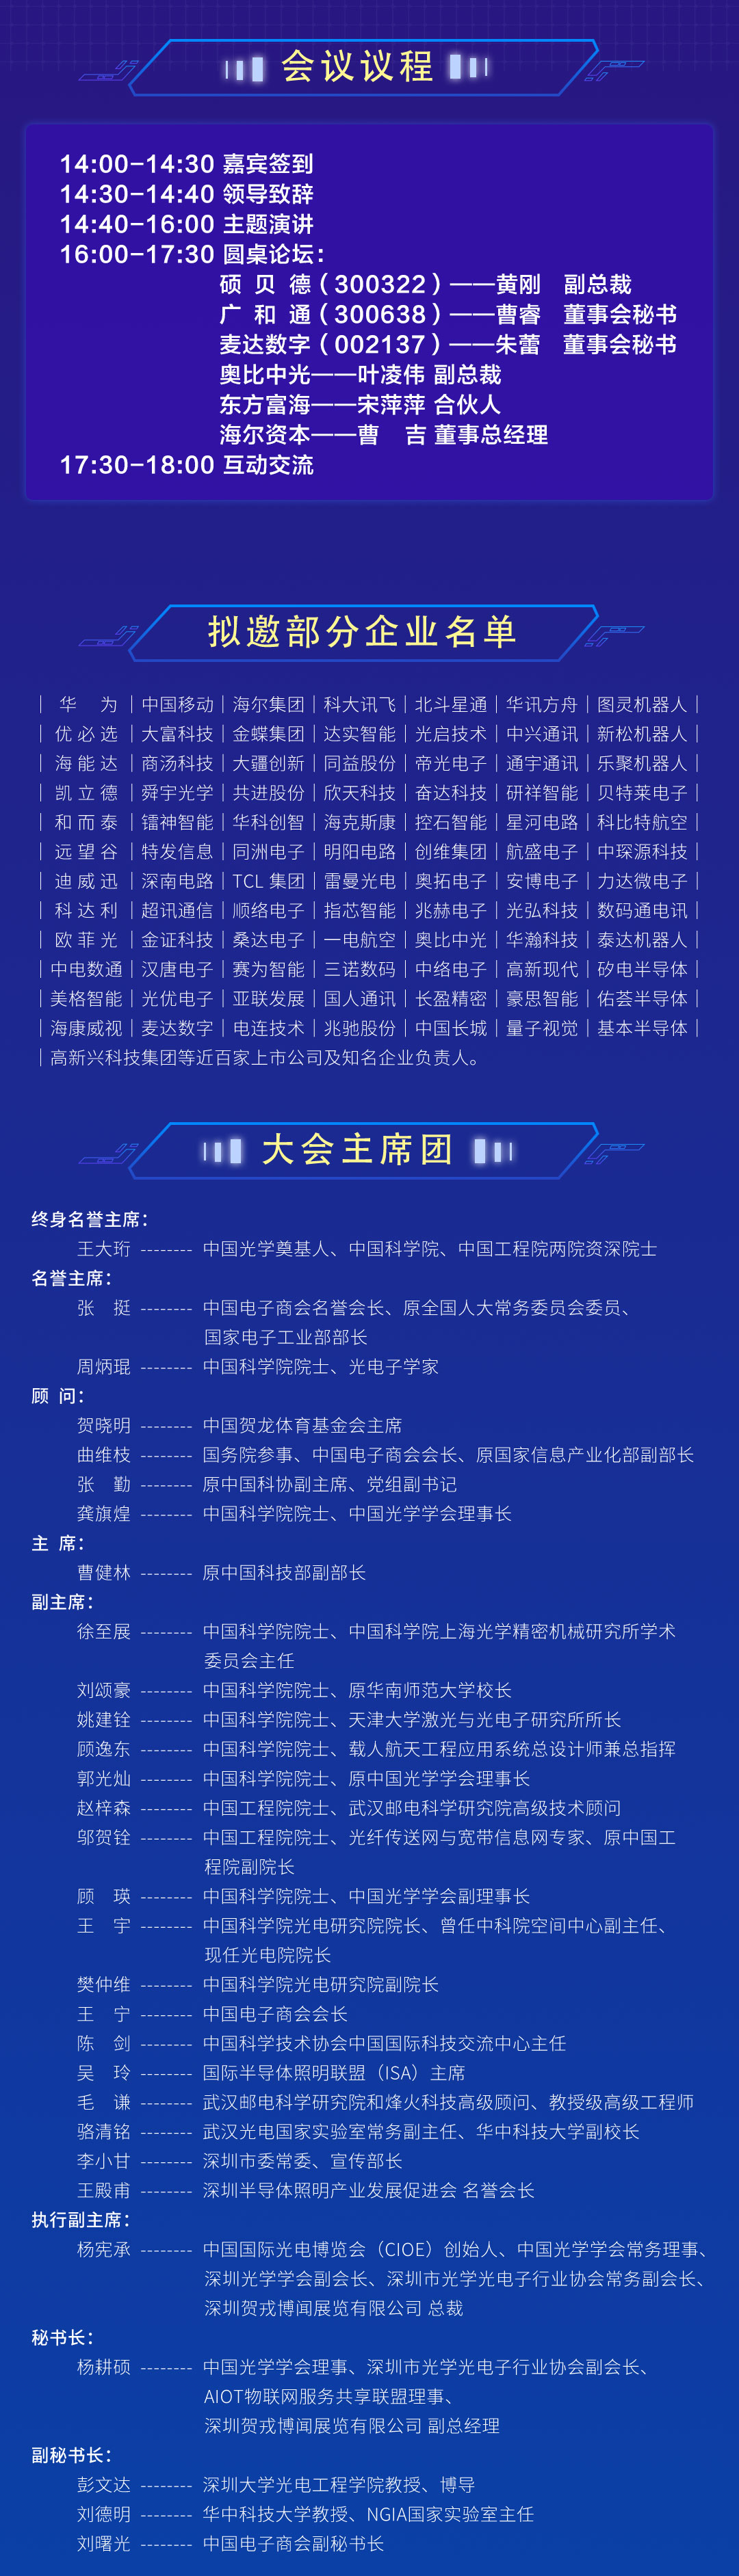 会议议程
14:00-14:30 嘉宾签到
14:30-14:40 领导致辞
14:40-16:00 主题演讲
16:00-17:30 圆桌论坛：
硕 贝 德（300322）——黄刚 副总裁
广 和 通（300638）——曹睿 董事会秘书
麦达数字（002137）——朱蕾 董事会秘书
奥比中光——叶凌伟 副总裁
东方富海——宋萍萍 合伙人
海尔资本——曹 吉 董事总经理
17:30-18:00 互动交流
拟邀部分企业名单
| 华 为 | 中国移动 | 海尔集团 | 科大讯飞 | 北斗星通 | 华讯方舟 | 图灵机器人 |
| 优 必 选 | 大富科技 | 金蝶集团 | 达实智能 | 光启技术 | 中兴通讯 | 新松机器人 |
| 海 能 达 | 商汤科技 | 大疆创新 | 同益股份 | 帝光电子 | 通宇通讯 | 乐聚机器人 |
| 凯 立 德 | 舜宇光学 | 共进股份 | 欣天科技 | 奋达科技 | 研祥智能 | 贝特莱电子 |
| 和 而 泰 | 镭神智能 | 华科创智 | 海克斯康 | 控石智能 | 星河电路 | 科比特航空 |
| 远 望 谷 | 特发信息 | 同洲电子 | 明阳电路 | 创维集团 | 航盛电子 | 中琛源科技 |
| 迪 威 迅 | 深南电路 | TCL 集团 | 雷曼光电 | 奥拓电子 | 安博电子 | 力达微电子 |
| 科 达 利 | 超讯通信 | 顺络电子 | 指芯智能 | 兆赫电子 | 光弘科技 | 数码通电讯 |
| 欧 菲 光 | 金证科技 | 桑达电子 | 一电航空 | 奥比中光 | 华瀚科技 | 泰达机器人 |
| 中电数通 | 汉唐电子 | 赛为智能 | 三诺数码 | 中络电子 | 高新现代 | 矽电半导体 |
| 美格智能 | 光优电子 | 亚联发展 | 国人通讯 | 长盈精密 | 豪思智能 | 佑荟半导体 |
| 海康威视 | 麦达数字 | 电连技术 | 兆驰股份 | 中国长城 | 量子视觉 | 基本半导体 |
| 高新兴科技集团等近百家上市公司及知名企业负责人。
大会主席团
终身名誉主席：
王大珩 -------- 中国光学奠基人、中国科学院、中国工程院两院资深院士
名誉主席：
张 挺 -------- 中国电子商会名誉会长、原全国人大常务委员会委员、
国家电子工业部部长
周炳琨 -------- 中国科学院院士、光电子学家
顾 问：
贺晓明 -------- 中国贺龙体育基金会主席
曲维枝 -------- 国务院参事、中国电子商会会长、原国家信息产业化部副部长
张 勤 -------- 原中国科协副主席、党组副书记
龚旗煌 -------- 中国科学院院士、中国光学学会理事长
主 席：
曹健林 -------- 原中国科技部副部长
副主席：
徐至展 -------- 中国科学院院士、中国科学院上海光学精密机械研究所学术
委员会主任
刘颂豪 -------- 中国科学院院士、原华南师范大学校长
姚建铨 -------- 中国科学院院士、天津大学激光与光电子研究所所长
顾逸东 -------- 中国科学院院士、载人航天工程应用系统总设计师兼总指挥
郭光灿 -------- 中国科学院院士、原中国光学学会理事长
赵梓森 -------- 中国工程院院士、武汉邮电科学研究院高级技术顾问
邬贺铨 -------- 中国工程院院士、光纤传送网与宽带信息网专家、原中国工
程院副院长
顾 瑛 -------- 中国科学院院士、中国光学学会副理事长
王 宇 -------- 中国科学院光电研究院院长、曾任中科院空间中心副主任、
现任光电院院长
樊仲维 -------- 中国科学院光电研究院副院长
王 宁 -------- 中国电子商会会长
陈 剑 -------- 中国科学技术协会中国国际科技交流中心主任
吴 玲 -------- 国际半导体照明联盟（ISA）主席
毛 谦 -------- 武汉邮电科学研究院和烽火科技高级顾问、教授级高级工程师
骆清铭 -------- 武汉光电国家实验室常务副主任、华中科技大学副校长
李小甘 -------- 深圳市委常委、宣传部长
王殿甫 -------- 深圳半导体照明产业发展促进会 名誉会长
执行副主席：
杨宪承 -------- 中国国际光电博览会（CIOE）创始人、中国光学学会常务理事、
深圳光学学会副会长、深圳市光学光电子行业协会常务副会长、
深圳贺戎博闻展览有限公司 总裁
秘书长：
杨耕硕 -------- 中国光学学会理事、深圳市光学光电子行业协会副会长、
AIOT物联网服务共享联盟理事、
深圳贺戎博闻展览有限公司 副总经理
副秘书长：
彭文达 -------- 深圳大学光电工程学院教授、博导
刘德明 -------- 华中科技大学教授、NGIA国家实验室主任
刘曙光 -------- 中国电子商会副秘书长